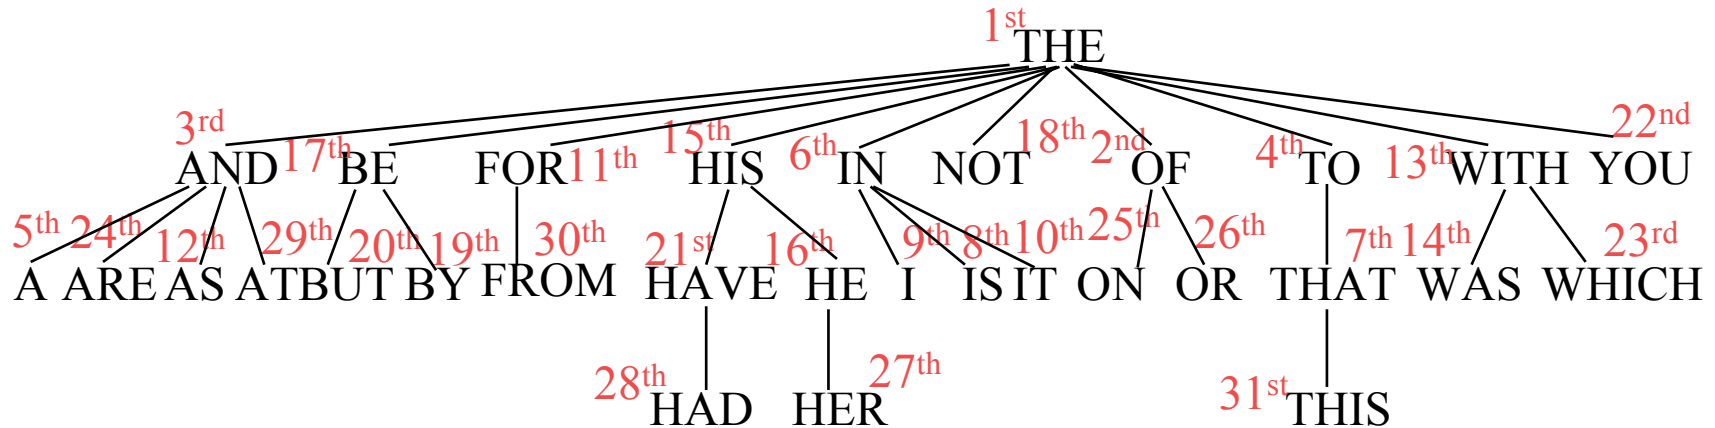 1st THE
3rd AND 17th BE FOR 11th 15th HIS 6th IN NOT 18th 2nd OF 4th TO 13th WITH YOU 22nd
5th A 24th ARE 12th AS 29th AT 20th BUT 19th BY 30th FROM 21st HAVE 16th HE 9th I 8th IS 10th IT 25th ON 26th OR 7th THAT 14th WAS 23rd WHICH
28th HAD HER 27th 31st THIS